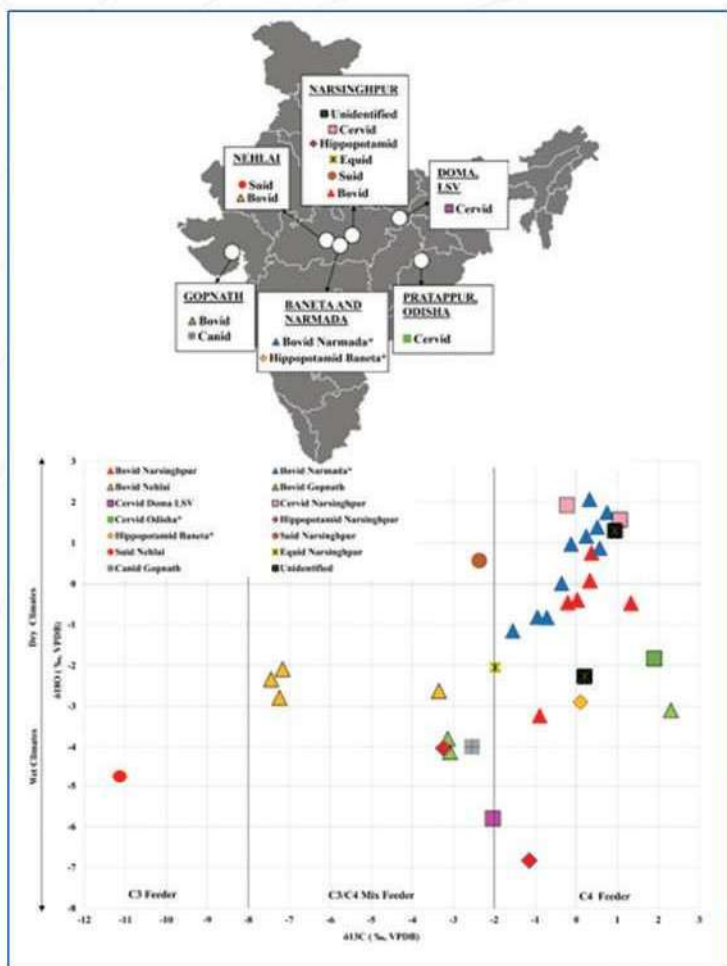 NARSINGHPUR
Unidentified
Cervid
Hippopotamid
Equid
Suid
Bovid
NEHLAI
Suid
Bovid
DOMA, LSV
Cervid
GOPNATH
Bovid
Canid
BANETA AND
NARMADA
Bovid Narmada*
Hippopotamid Baneta*
PRATAPPUR,
ODISHA
Cervid
Bovid Narsinghpur
Bovid Narmada*
Bovid Nehlai
Bovid Gopnath
Cervid Doma LSV
Cervid Narsinghpur
Cervid Odisha*
Hippopotamid Narsinghpur
Hippopotamid Baneta*
Suid Narsinghpur
Suid Nehlai
Equid Narsinghpur
Canid Gopnath
Unidentified
3
2
1
0
-1
-2
-3
-4
-5
-6
-7
-8
Dry Climates
Wet Climates
δ18O ( ‰, VPDB)
C3 Feeder
C3/C4 Mix Feeder
C4 Feeder
-12 -11 -10 -9 -8 -7 -6 -5 -4 -3 -2 -1 0 1 2 3
δ13C ( ‰, VPDB)